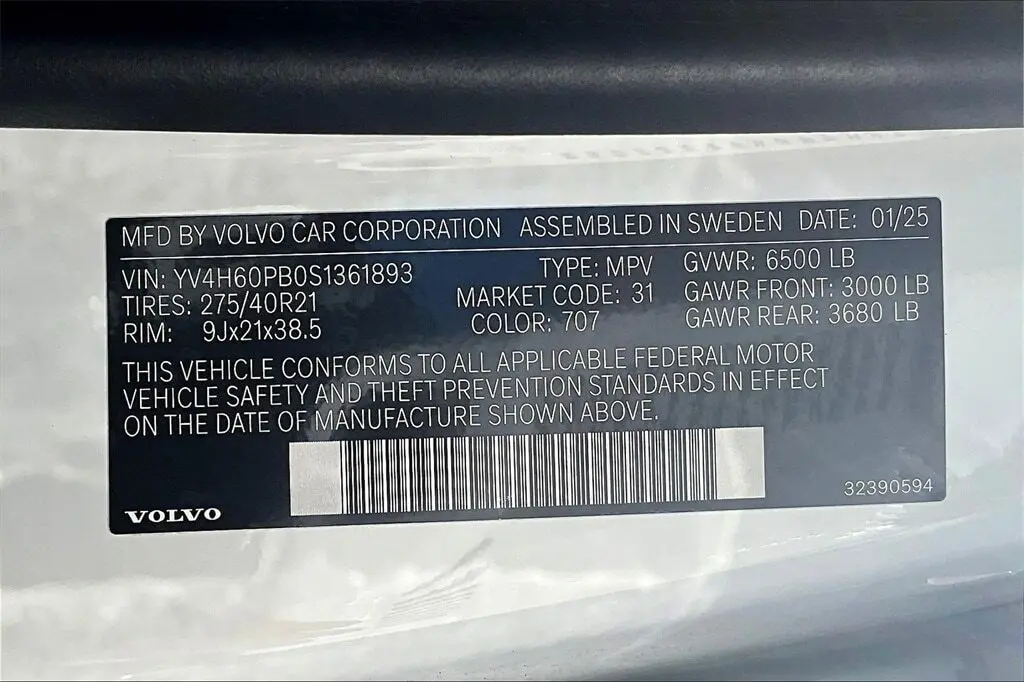 MFD BY VOLVO CAR CORPORATION ASSEMBLED IN SWEDEN DATE: 01/25
VIN: YV4H60PB0S1361893 TYPE: MPV GVWR: 6500 LB
TIRES: 275/40R21 MARKET CODE: 31 GAWR FRONT: 3000 LB
RIM: 9Jx21x38.5 COLOR: 707 GAWR REAR: 3680 LB
THIS VEHICLE CONFORMS TO ALL APPLICABLE FEDERAL MOTOR
VEHICLE SAFETY AND THEFT PREVENTION STANDARDS IN EFFECT
ON THE DATE OF MANUFACTURE SHOWN ABOVE.
VOLVO 32390594